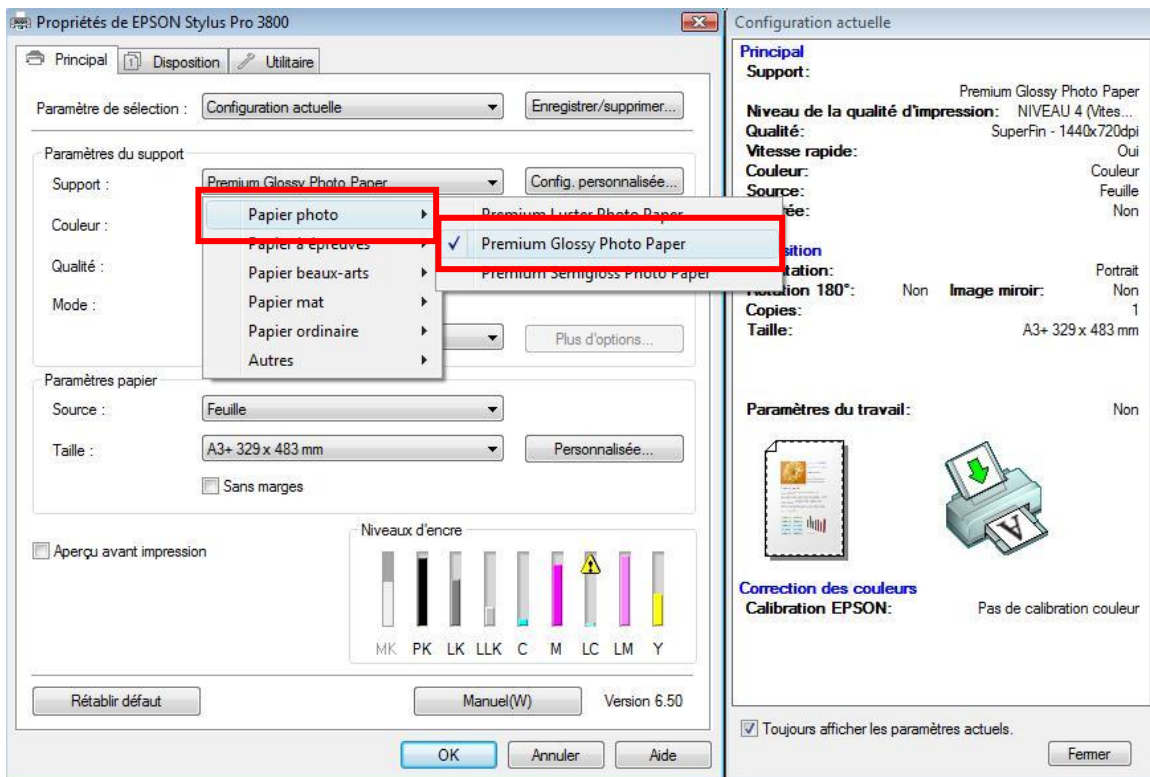 Propriétés de EPSON Stylus Pro 3800
Principal
Disposition
Utilitaire
Paramètre de sélection :
Configuration actuelle
Enregistrer/supprimer...
Paramètres du support
Support :
Premium Glossy Photo Paper
Config. personnalisée...
Couleur :
Qualité :
Mode :
Papier photo
Papier à épreuves
Papier beaux-arts
Papier mat
Papier ordinaire
Autres
Premium Luster Photo Paper
Premium Glossy Photo Paper
Premium Semigloss Photo Paper
Plus d'options...
Paramètres papier
Source :
Feuille
Taille :
A3+ 329 x 483 mm
Personnalisée...
Sans marges
Aperçu avant impression
Niveaux d'encre
MK PK LK LLK C M LC LM Y
Rétablir défaut
Manuel(W)
Version 6.50
OK
Annuler
Aide
Configuration actuelle
Principal
Support:
Premium Glossy Photo Paper
Niveau de la qualité d'impression: NIVEAU 4 (Vites...
Qualité: SuperFin - 1440x720dpi
Vitesse rapide: Oui
Couleur: Couleur
Source: Feuille
ée: Non
sition
tation: Portrait
Rotation 180°: Non Image miroir: Non
Copies: 1
Taille: A3+ 329 x 483 mm
Paramètres du travail: Non
A
Correction des couleurs
Calibration EPSON: Pas de calibration couleur
Toujours afficher les paramètres actuels.
Fermer